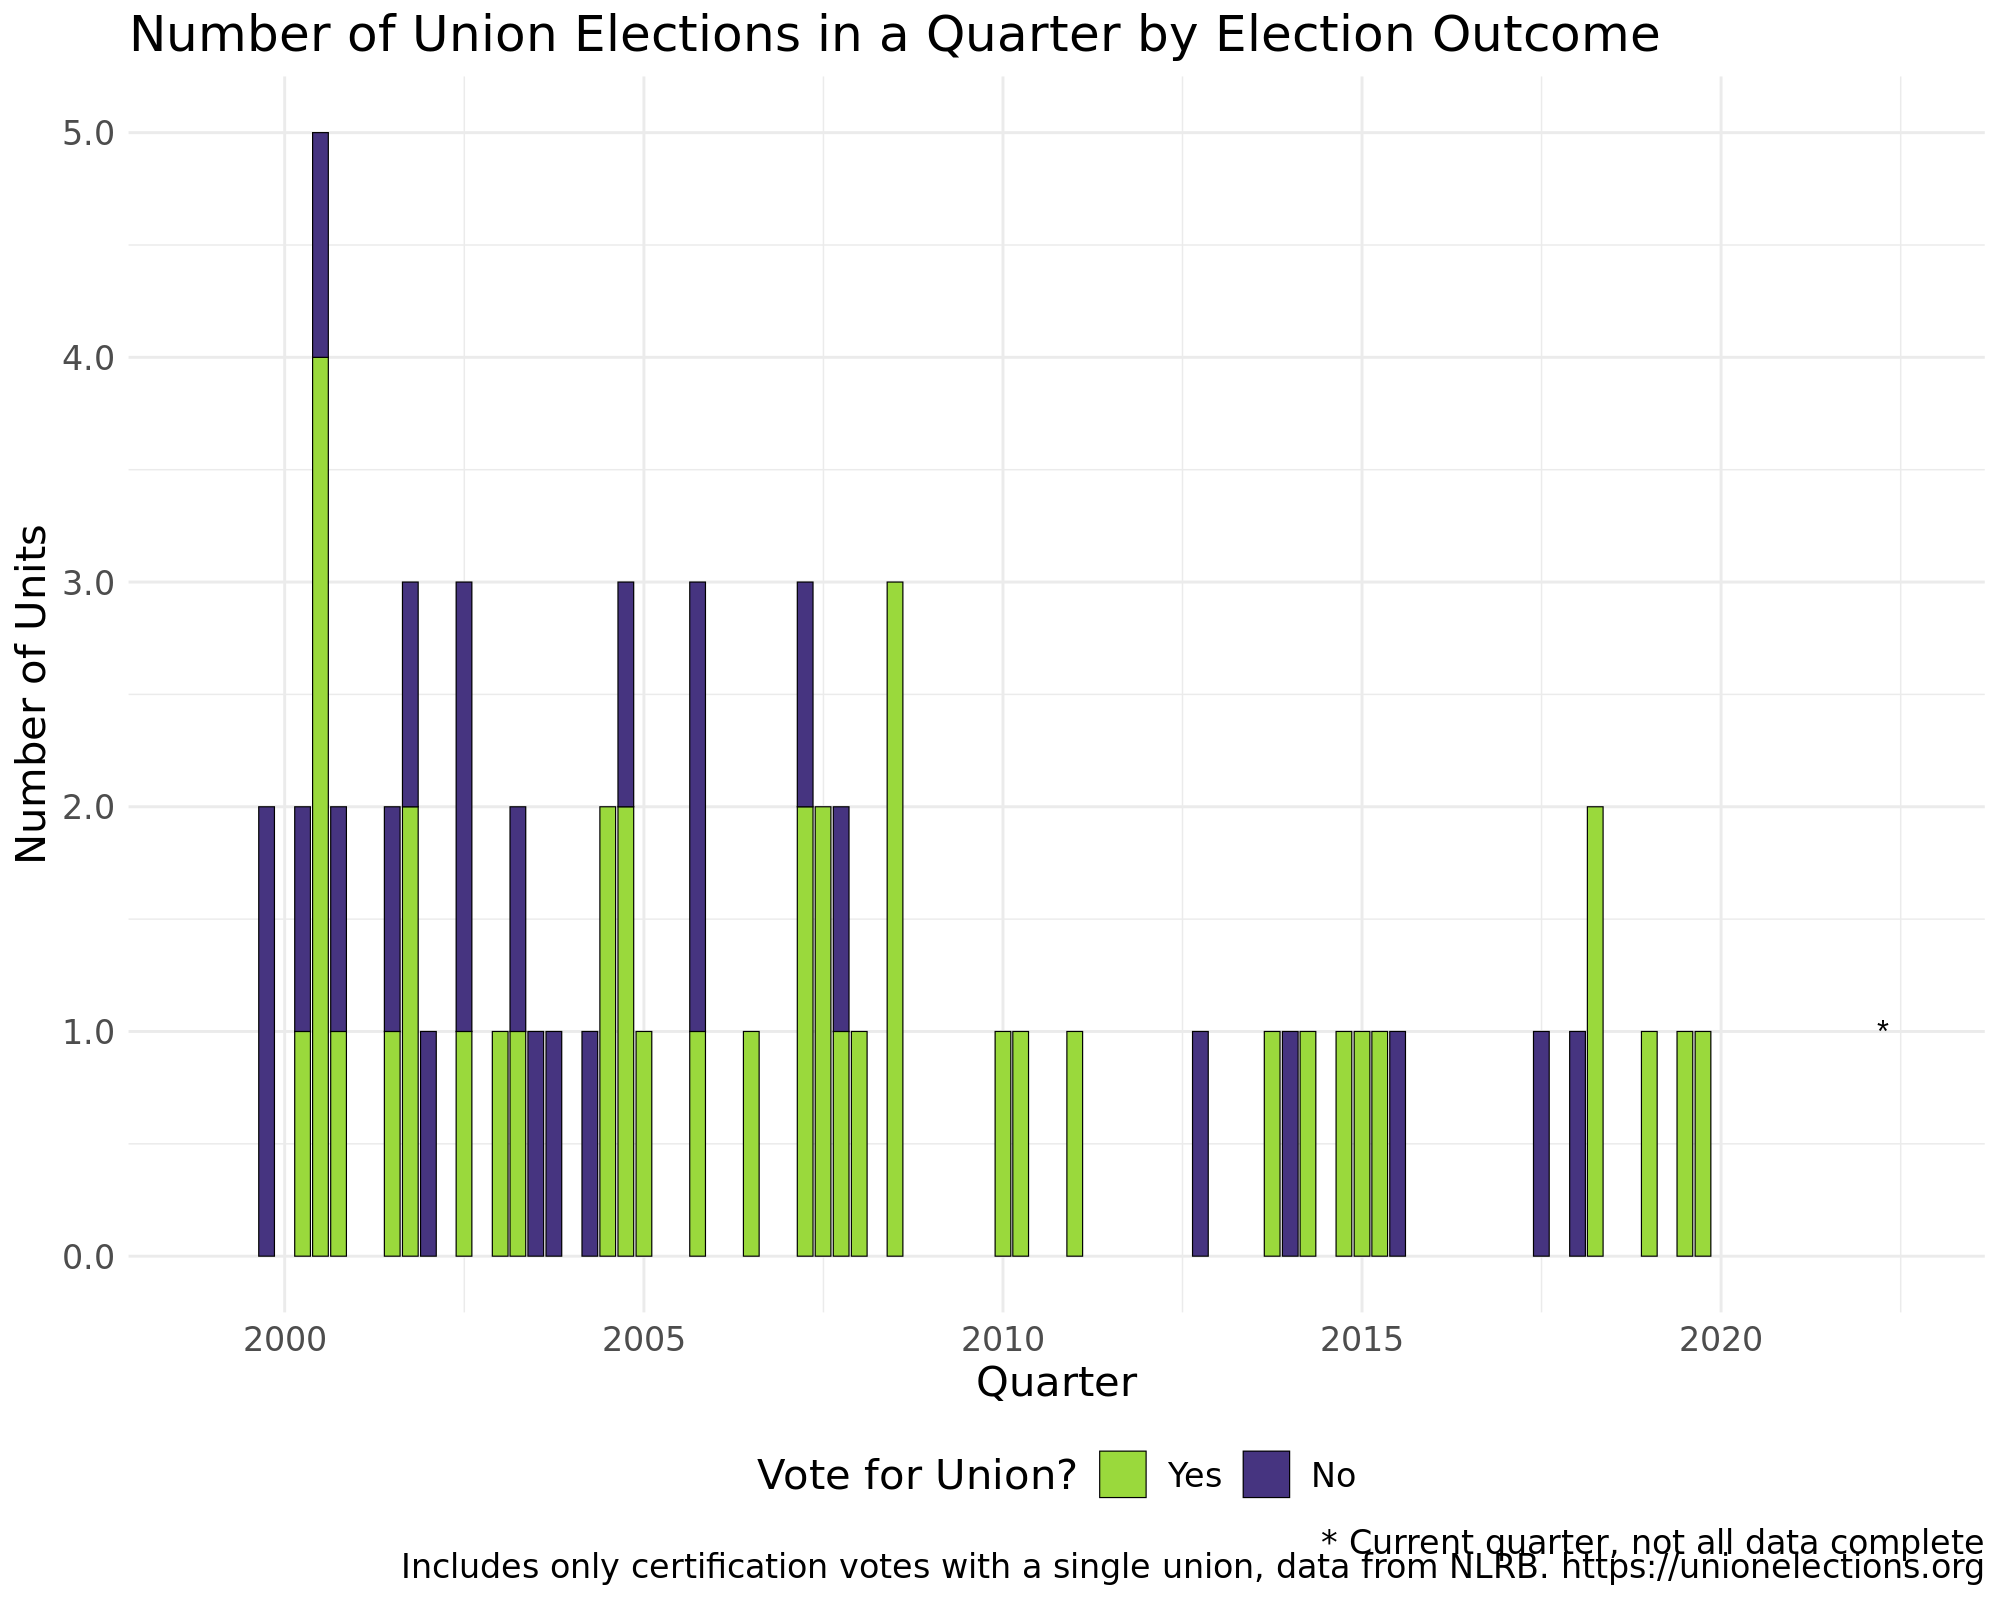 Number of Union Elections in a Quarter by Election Outcome
5.0
4.0
3.0
2.0
1.0
0.0
Number of Units
*
2000 2005 2010 2015 2020
Quarter
Vote for Union? Yes No
* Current quarter, not all data complete
Includes only certification votes with a single union, data from NLRB. https://unionelections.org